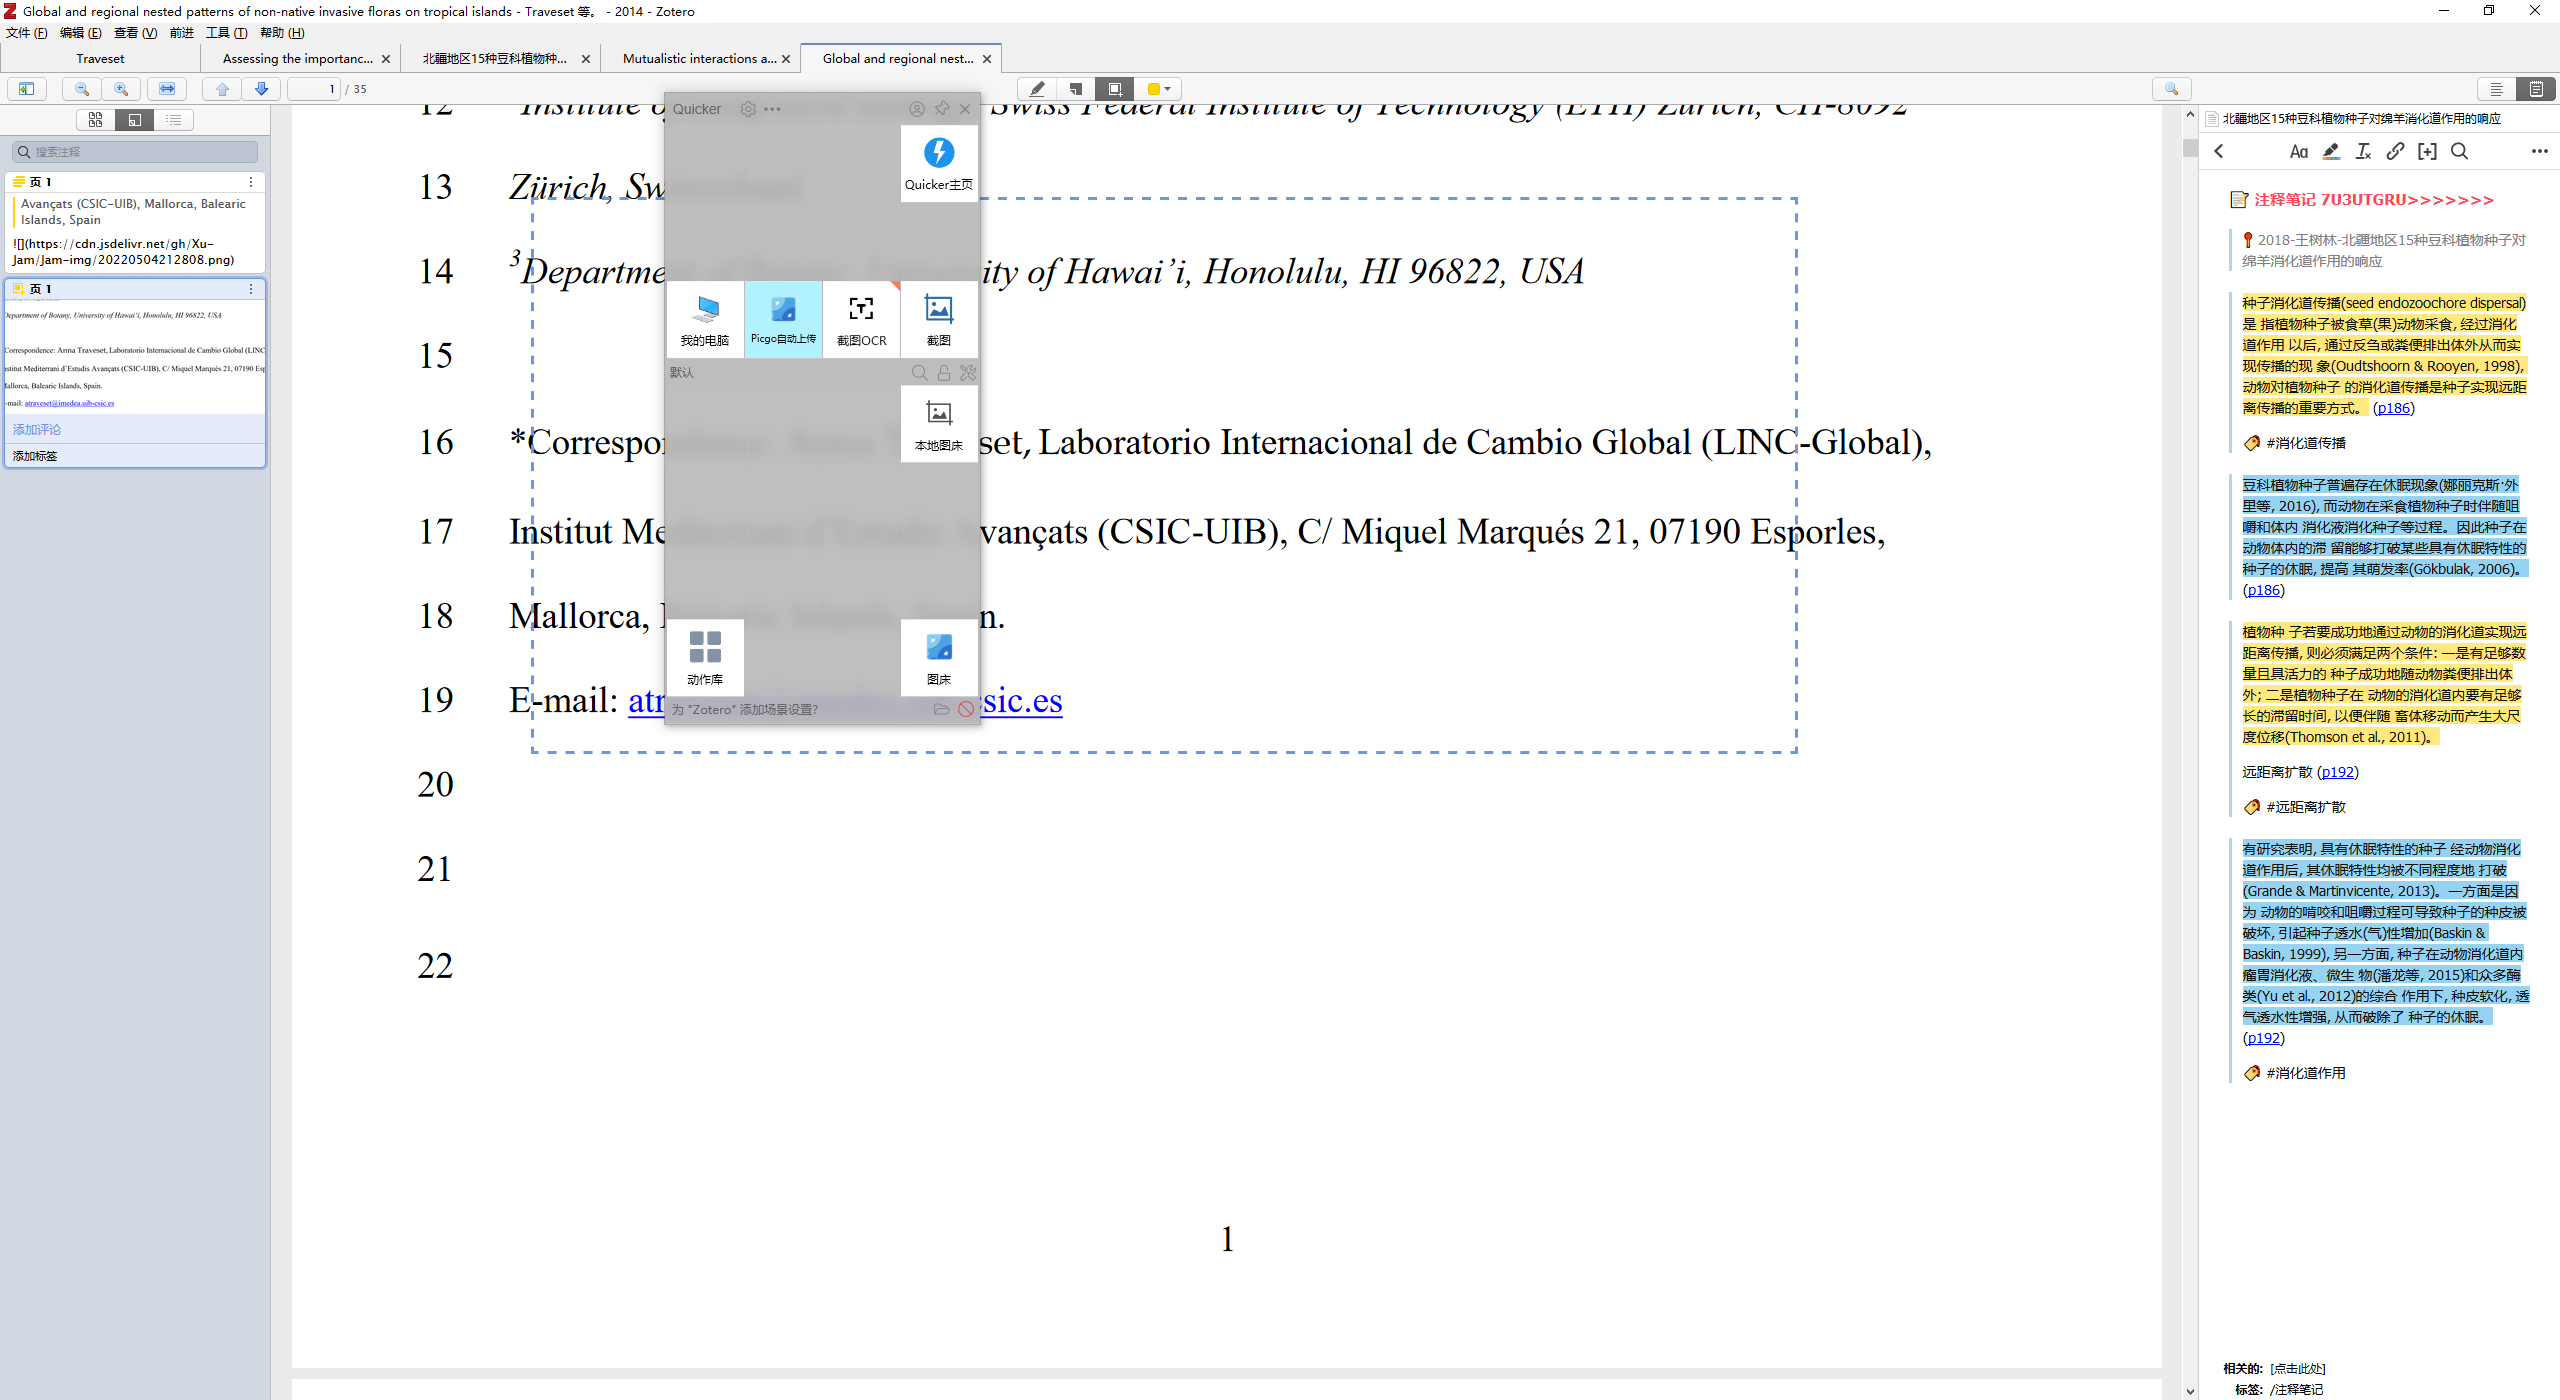 Global and regional nested patterns of non-native invasive floras on tropical islands - Traveset 等。 - 2014 - Zotero
文件 (F) 编辑 (E) 查看 (V) 前进 工具 (T) 帮助 (H)
Traveset
Assessing the importanc...
北疆地区15种豆科植物种...
Mutualistic interactions a...
Global and regional nest...
1 / 35
搜索注释
页 1
Avançats (CSIC-UIB), Mallorca, Balearic
Islands, Spain
![](https://cdn.jsdelivr.net/gh/Xu-
Jam/Jam-img/20220504212808.png)
页 1
Department of Botany, University of Hawai’i, Honolulu, HI 96822, USA
Correspondence: Anna Traveset, Laboratorio Internacional de Cambio Global (LINC
nstitut Mediterrani d’Estudis Avançats (CSIC-UIB), C/ Miquel Marqués 21, 07190 Esp
Mallorca, Balearic Islands, Spain.
-mail: atraveset@imedea.uib-csic.es
添加评论
添加标签
12 Institute o Swiss Federal Institute of Technology (ETH) Zürich, CH-8092
13 Zürich, Sw
14 3Departme ity of Hawai’i, Honolulu, HI 96822, USA
15
16 *Correspo set, Laboratorio Internacional de Cambio Global (LINC-Global),
17 Institut Me vançats (CSIC-UIB), C/ Miquel Marqués 21, 07190 Esporles,
18 Mallorca, n.
19 E-mail: atr sic.es
20
21
22
1
Quicker
Quicker主页
我的电脑
Picgo自动上传
截图OCR
截图
默认
本地图床
动作库
图床
为 "Zotero" 添加场景设置?
北疆地区15种豆科植物种子对绵羊消化道作用的响应
注释笔记 7U3UTGRU>>>>>>>
2018-王树林-北疆地区15种豆科植物种子对
绵羊消化道作用的响应
种子消化道传播(seed endozoochore dispersal)
是 指植物种子被食草(果)动物采食, 经过消化
道作用 以后, 通过反刍或粪便排出体外从而实
现传播的现 象(Oudtshoorn & Rooyen, 1998),
动物对植物种子 的消化道传播是种子实现远距
离传播的重要方式。 (p186)
#消化道传播
豆科植物种子普遍存在休眠现象(娜丽克斯·外
里等, 2016), 而动物在采食植物种子时伴随咀
嚼和体内 消化液消化种子等过程。因此种子在
动物体内的滞 留能够打破某些具有休眠特性的
种子的休眠, 提高 其萌发率(Gökbulak, 2006)。
(p186)
植物种 子若要成功地通过动物的消化道实现远
距离传播, 则必须满足两个条件: 一是有足够数
量且具活力的 种子成功地随动物粪便排出体
外; 二是植物种子在 动物的消化道内要有足够
长的滞留时间, 以便伴随 畜体移动而产生大尺
度位移(Thomson et al., 2011)。
远距离扩散 (p192)
#远距离扩散
有研究表明, 具有休眠特性的种子 经动物消化
道作用后, 其休眠特性均被不同程度地 打破
(Grande & Martinvicente, 2013)。一方面是因
为 动物的啃咬和咀嚼过程可导致种子的种皮被
破坏, 引起种子透水(气)性增加(Baskin &
Baskin, 1999), 另一方面, 种子在动物消化道内
瘤胃消化液、微生 物(潘龙等, 2015)和众多酶
类(Yu et al., 2012)的综合 作用下, 种皮软化, 透
气透水性增强, 从而破除了 种子的休眠。
(p192)
#消化道作用
相关的: [点击此处]
标签: /注释笔记